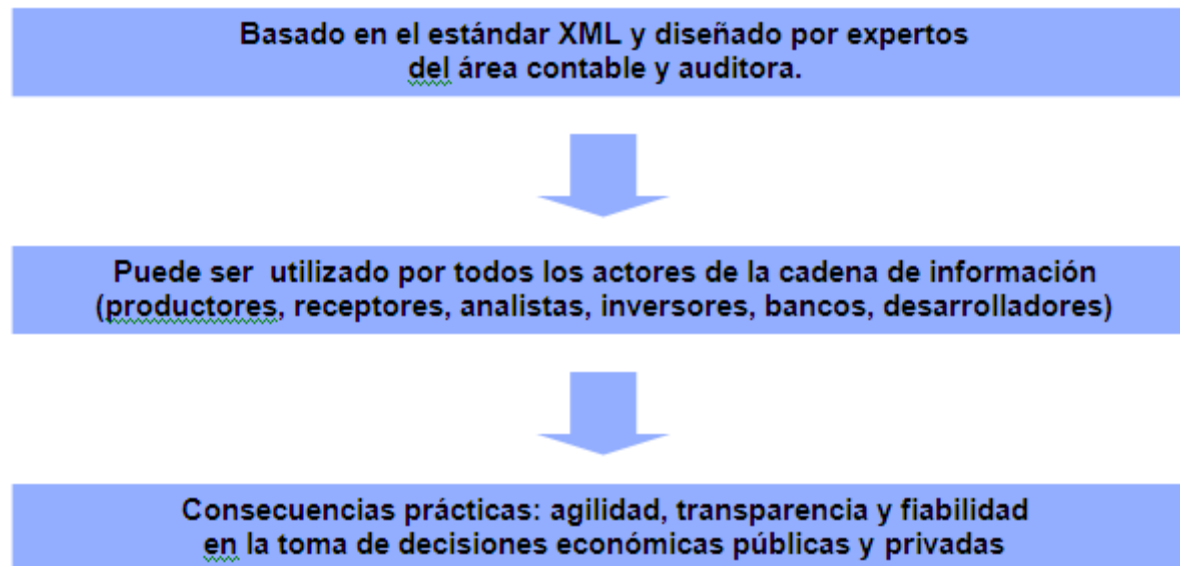 Basado en el estándar XML y diseñado por expertos
del área contable y auditora.
Puede ser utilizado por todos los actores de la cadena de información
(productores, receptores, analistas, inversores, bancos, desarrolladores)
Consecuencias prácticas: agilidad, transparencia y fiabilidad
en la toma de decisiones económicas públicas y privadas